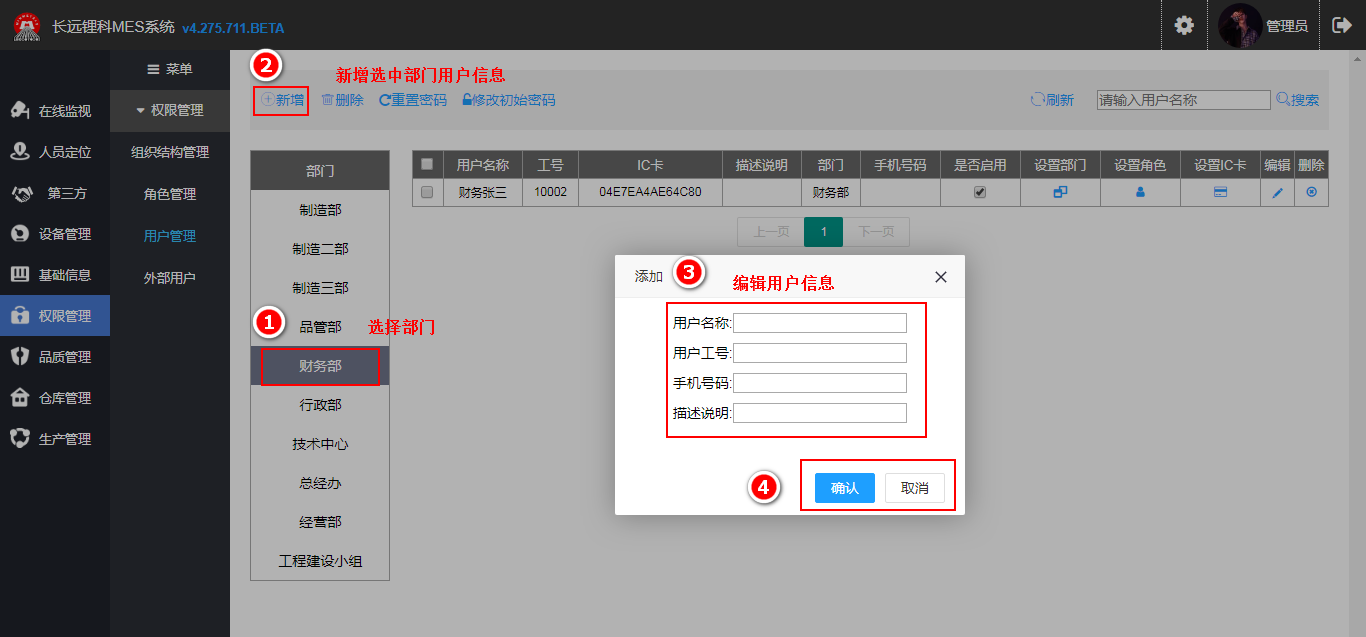 长远锂科MES系统 v4.275.711.BETA
管理员
菜单
在线监视
人员定位
第三方
设备管理
基础信息
权限管理
品质管理
仓库管理
生产管理
权限管理
组织结构管理
角色管理
用户管理
外部用户
2
新增选中部门用户信息
新增 删除 重置密码 修改初始密码
刷新 请输入用户名称 搜索
部门
制造部
制造二部
制造三部
品管部
财务部
行政部
技术中心
总经办
经营部
工程建设小组
1 选择部门
用户名称 工号 IC卡 描述说明 部门 手机号码 是否启用 设置部门 设置角色 设置IC卡 编辑 删除
财务张三 10002 04E7EA4AE64C80 财务部
上一页 1 下一页
添加 3 编辑用户信息
用户名称:
用户工号:
手机号码:
描述说明:
4
确认 取消